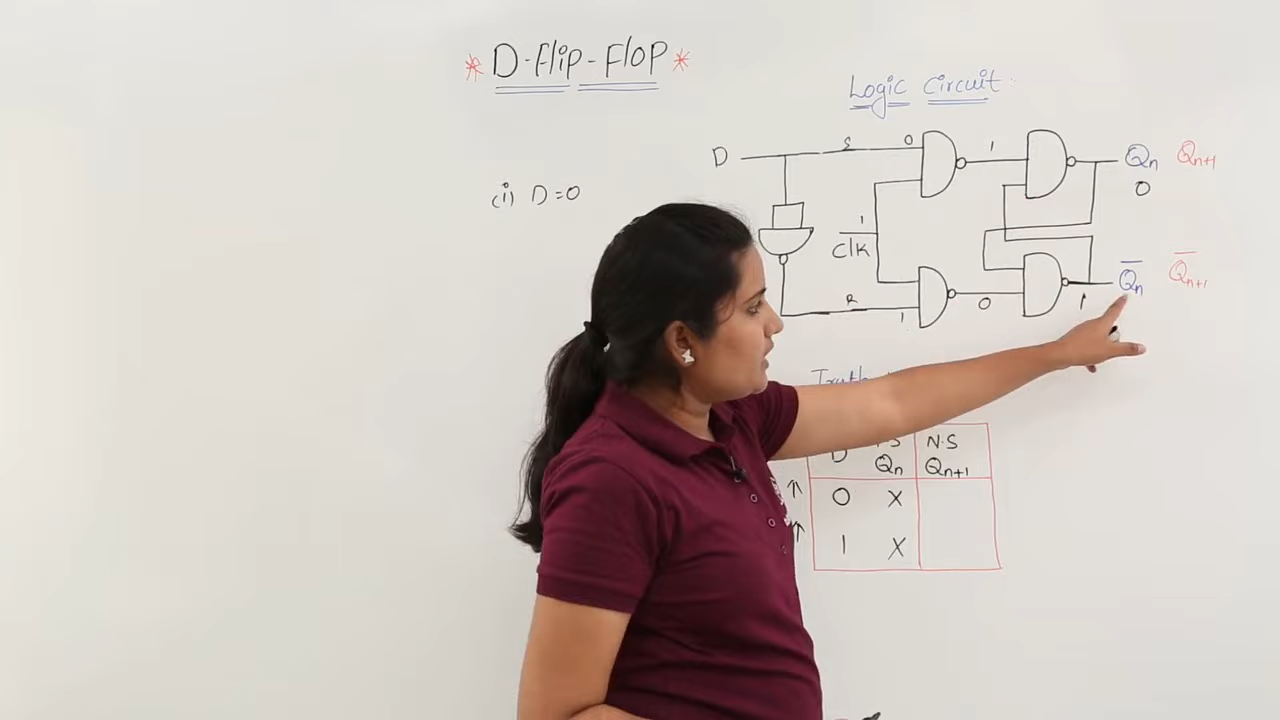 * D-Flip-Flop *
Logic Circuit:
(i) D=0
D S 0 1 Qn Qn+1
0
1
Clk
R 1 0 1 Q̅n Q̅n+1
D Qn N.S Qn+1
↑ 0 X
↑ 1 X